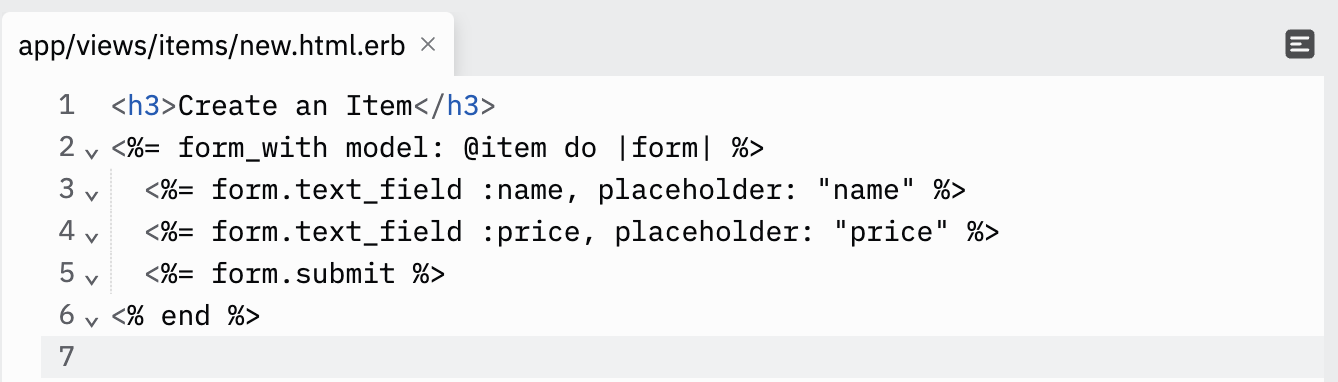 app/views/items/new.html.erb ×
1 <h3>Create an Item</h3>
2 <%= form_with model: @item do |form| %>
3 <%= form.text_field :name, placeholder: "name" %>
4 <%= form.text_field :price, placeholder: "price" %>
5 <%= form.submit %>
6 <% end %>
7